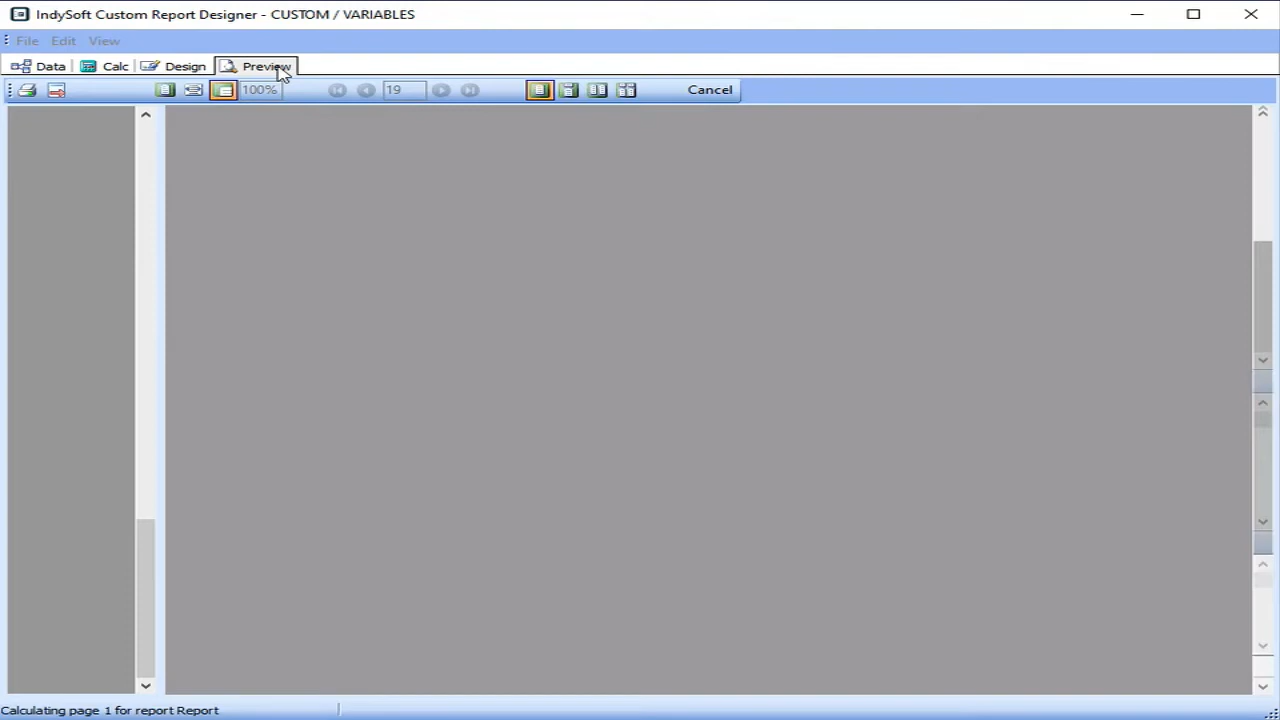 IndySoft Custom Report Designer - CUSTOM / VARIABLES
File Edit View
Data Calc Design Preview
100% 19 Cancel
Calculating page 1 for report Report